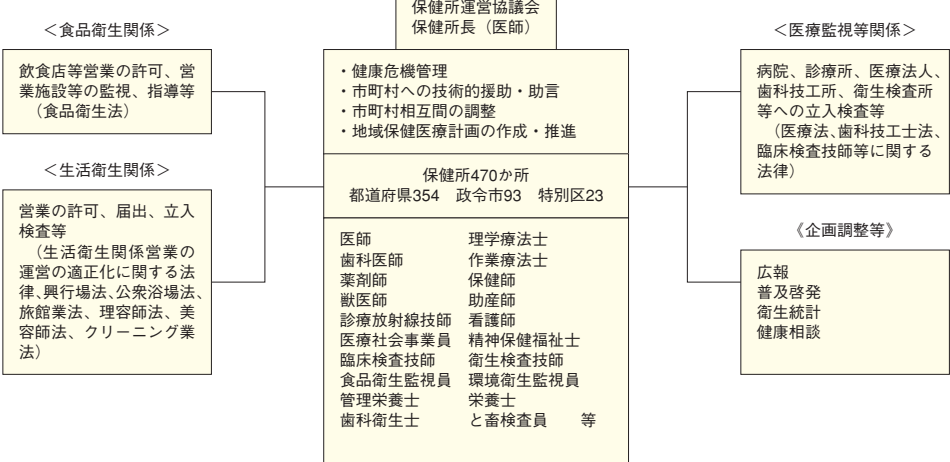 保健所運営協議会
保健所長（医師）
＜食品衛生関係＞
飲食店等営業の許可、営
業施設等の監視、指導等
（食品衛生法）
＜生活衛生関係＞
営業の許可、届出、立入
検査等
（生活衛生関係営業の
運営の適正化に関する法
律、興行場法、公衆浴場法、
旅館業法、理容師法、美
容師法、クリーニング業
法）
・健康危機管理
・市町村への技術的援助・助言
・市町村相互間の調整
・地域保健医療計画の作成・推進
保健所470か所
都道府県354　政令市93　特別区23
医師　理学療法士
歯科医師　作業療法士
薬剤師　保健師
獣医師　助産師
診療放射線技師　看護師
医療社会事業員　精神保健福祉士
臨床検査技師　衛生検査技師
食品衛生監視員　環境衛生監視員
管理栄養士　栄養士
歯科衛生士　と畜検査員　等
＜医療監視等関係＞
病院、診療所、医療法人、
歯科技工所、衛生検査所
等への立入検査等
（医療法、歯科技工士法、
臨床検査技師等に関する
法律）
《企画調整等》
広報
普及啓発
衛生統計
健康相談